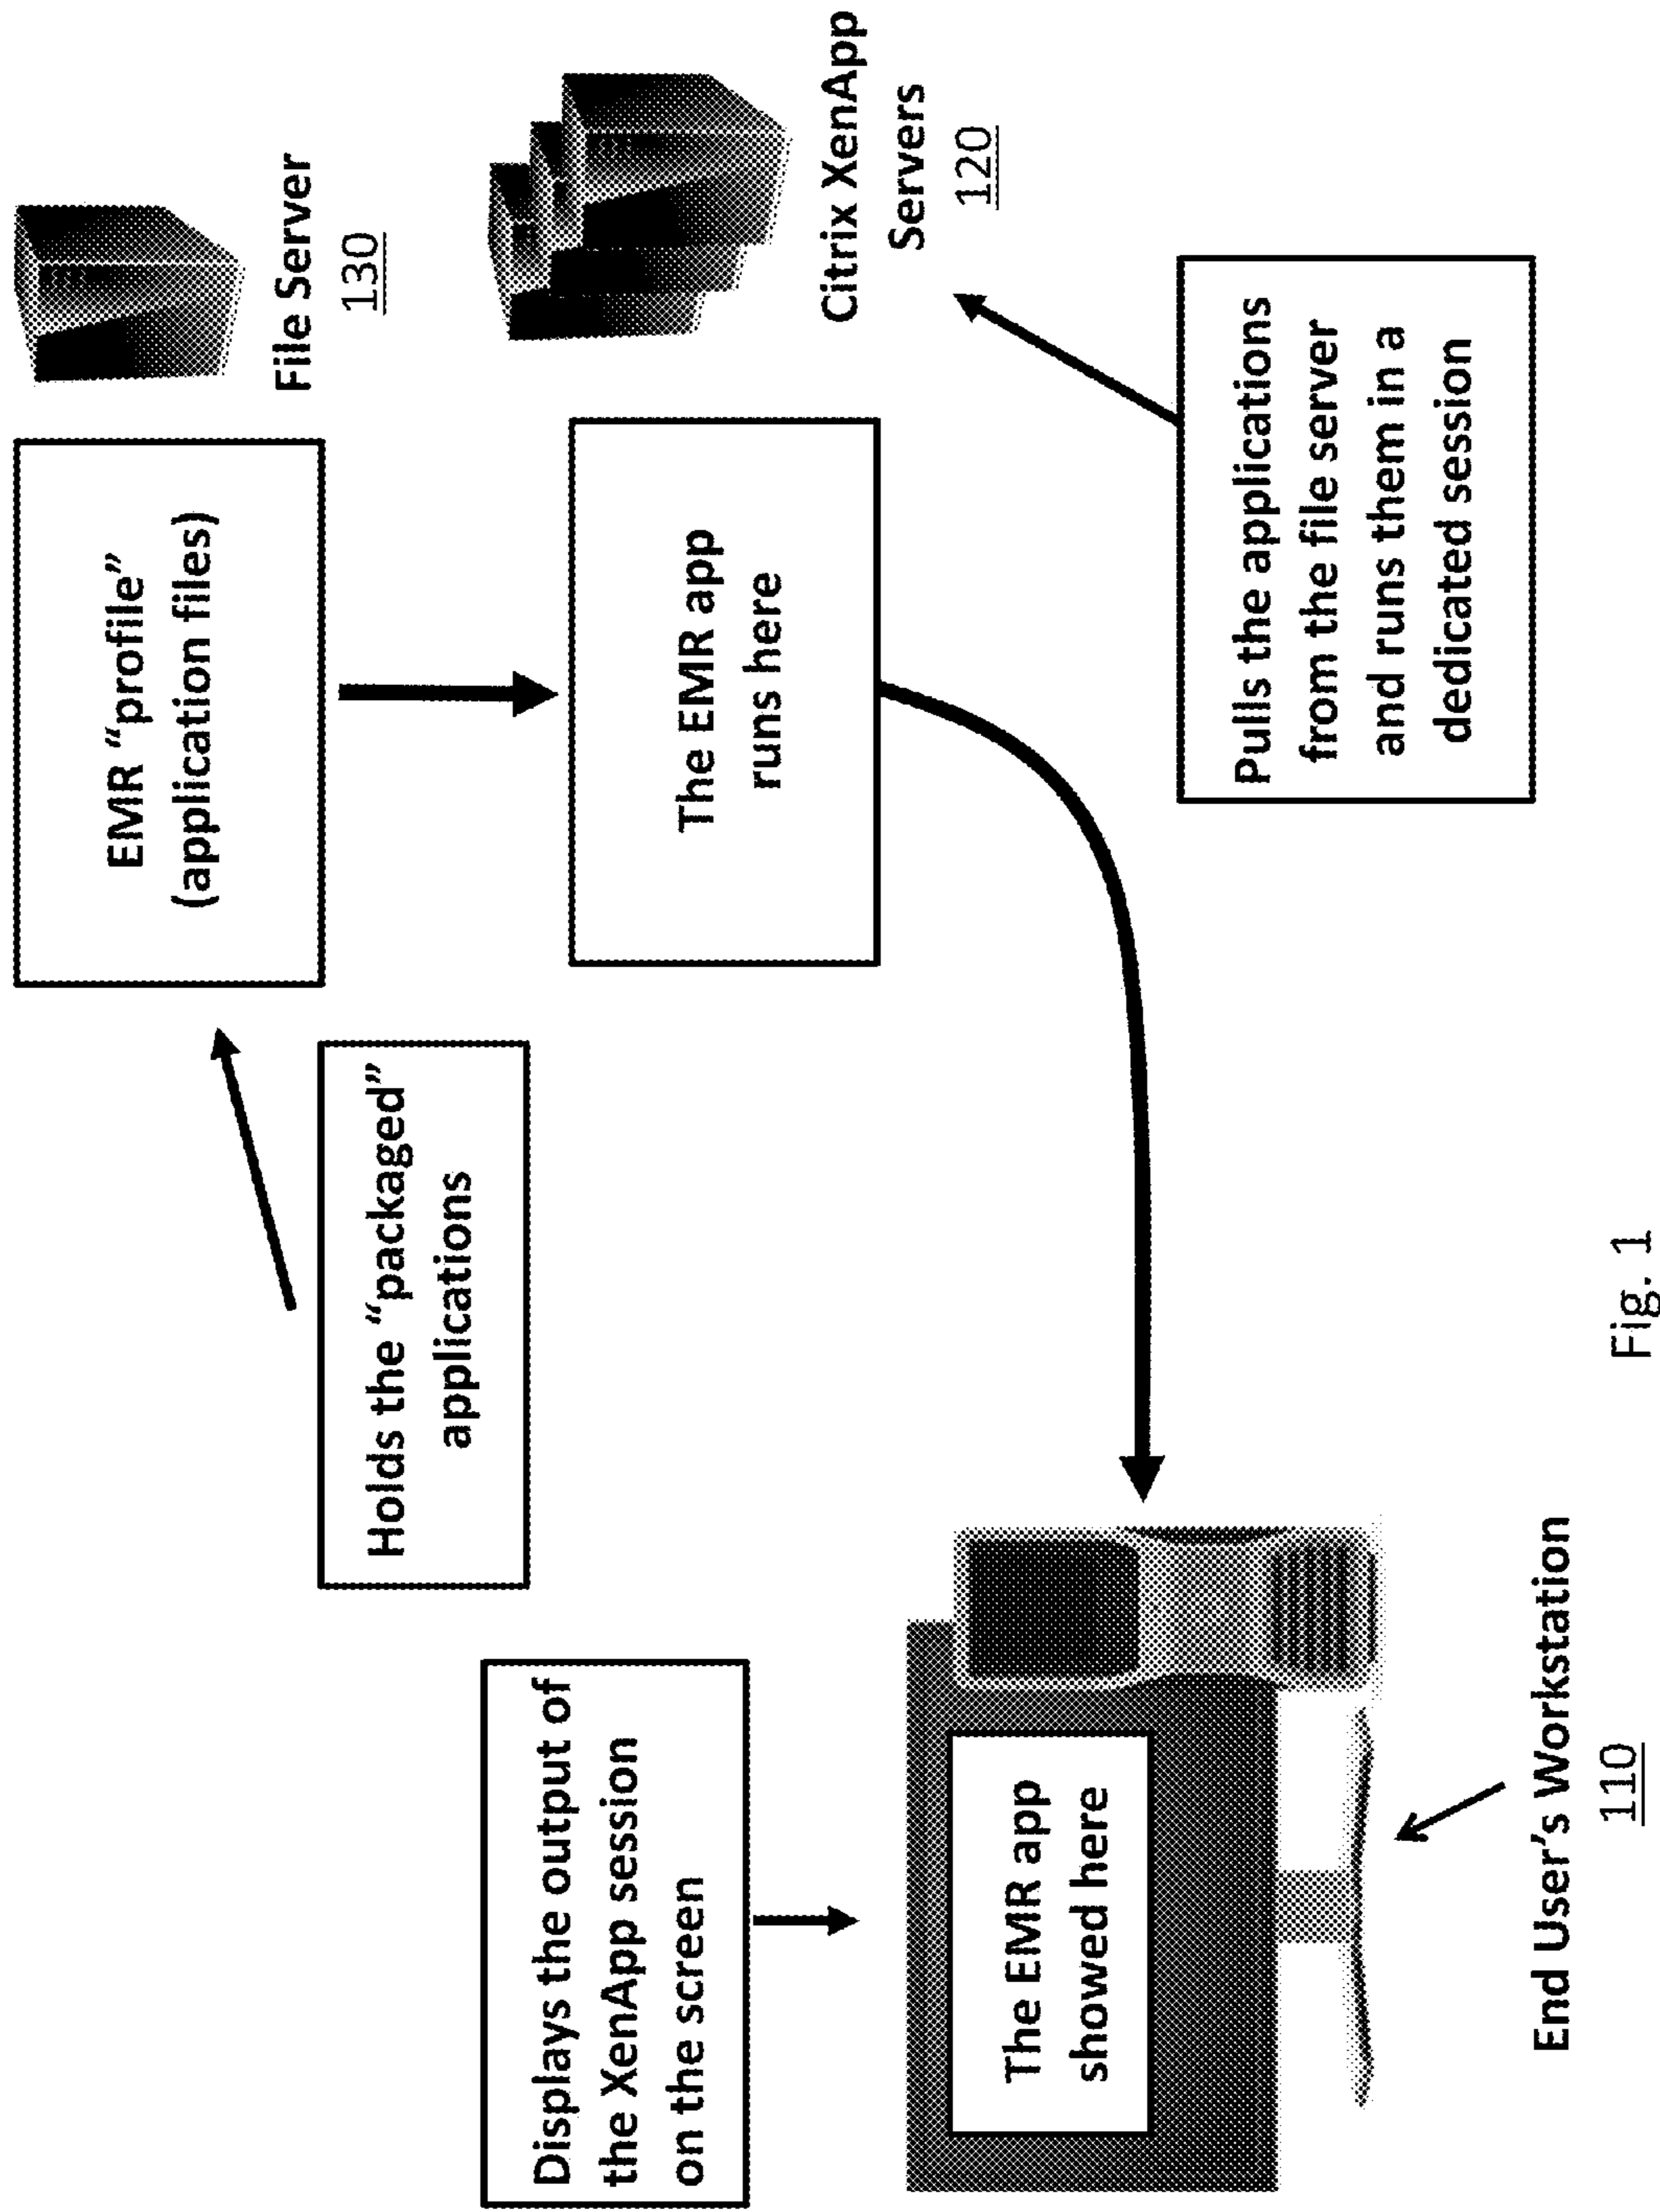 EMR “profile”
(application files)
File Server
130
Holds the “packaged”
applications
The EMR app
runs here
Citrix XenApp
Servers
120
Displays the output of
the XenApp session
on the screen
The EMR app
showed here
Pulls the applications
from the file server
and runs them in a
dedicated session
End User’s Workstation
110
Fig. 1